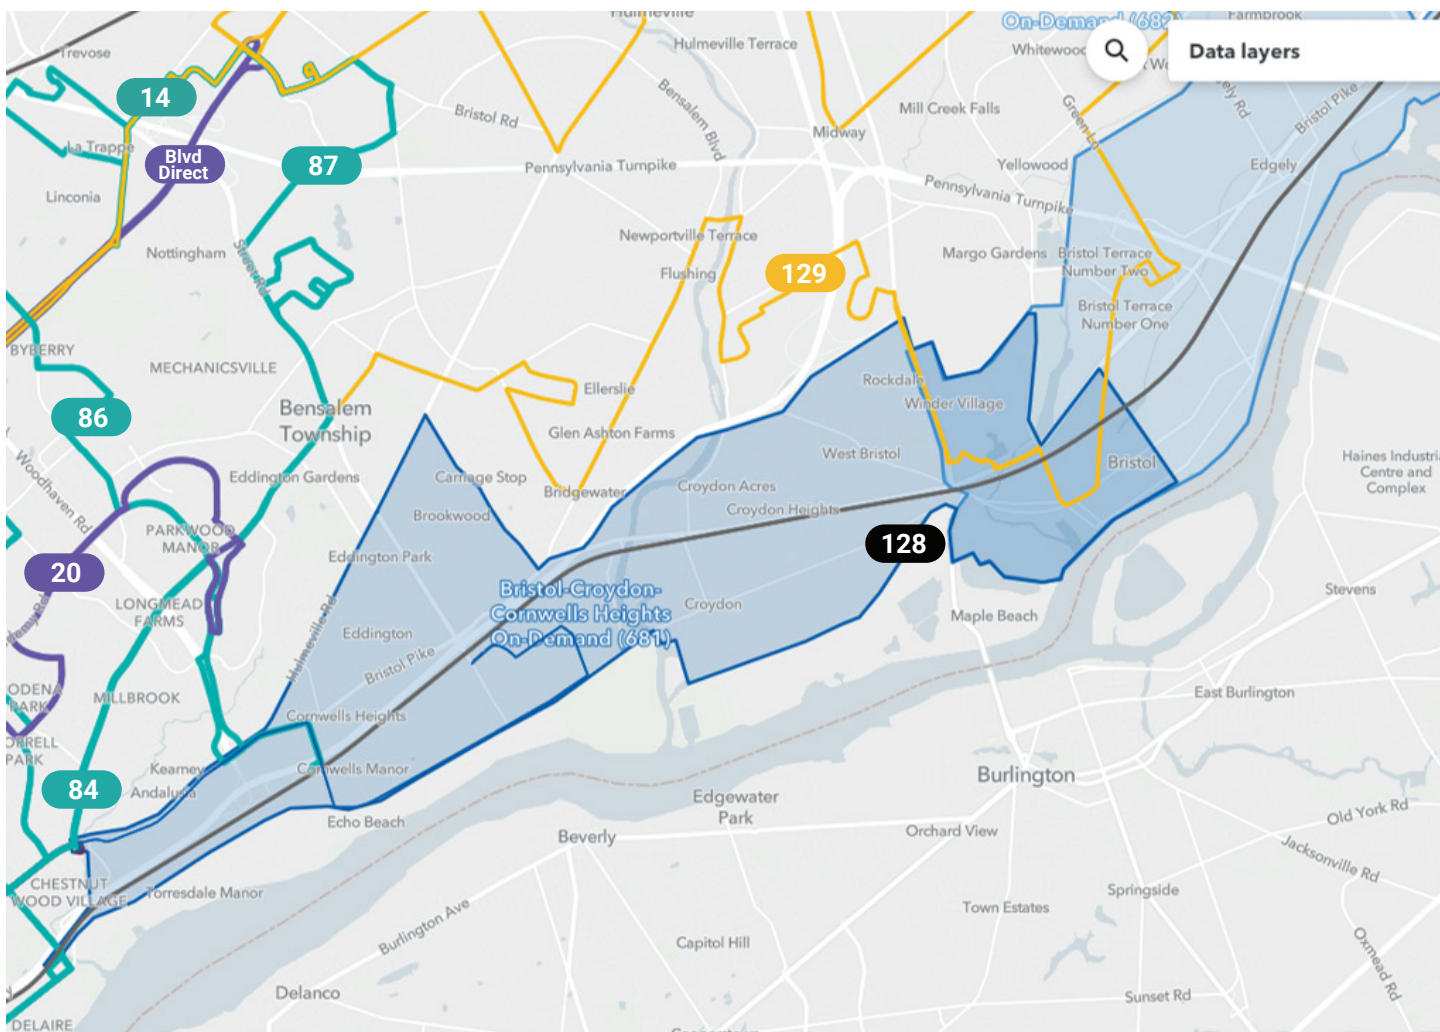 Hulmeville
On-Demand (682)
Farmbrook
Trevose
Hulmeville Terrace
Whitewood
Data layers
14
Bristol Rd
Bensalem Blvd
Mill Creek Falls
Green Ln
Bristol Pike
Midway
La Trappe
Blvd
Direct
87
Pennsylvania Turnpike
Yellowood
Edgely
Linconia
Pennsylvania Turnpike
Nottingham
Street Rd
Newportville Terrace
Flushing
129
Margo Gardens
Bristol Terrace
Number Two
Bristol Terrace
Number One
BYBERRY
MECHANICSVILLE
Ellerslie
Rockdale
Winder Village
86
Bensalem
Township
Glen Ashton Farms
West Bristol
Bristol
Haines Industria
Centre and
Complex
Woodhaven Rd
Eddington Gardens
Carriage Stop
Bridgewater
Croydon Acres
Croydon Heights
Brookwood
PARKWOOD
MANOR
Eddington Park
128
20
Bristol-Croydon-
Cornwells Heights
On-Demand (681)
Croydon
Maple Beach
Stevens
LONGMEAD
FARMS
Hulmeville Rd
Eddington
Bristol Pike
ODENA
PARK
MILLBROOK
East Burlington
Cornwells Heights
ORRELL
PARK
Kearney
Andalusia
Cornwells Manor
Burlington
84
Edgewater
Park
Echo Beach
Beverly
Orchard View
Old York Rd
Jacksonville Rd
CHESTNUT
WOOD VILLAGE
Torresdale Manor
Springside
Burlington Ave
Town Estates
Capitol Hill
Oxmead Rd
Delanco
Sunset Rd
DELAIRE